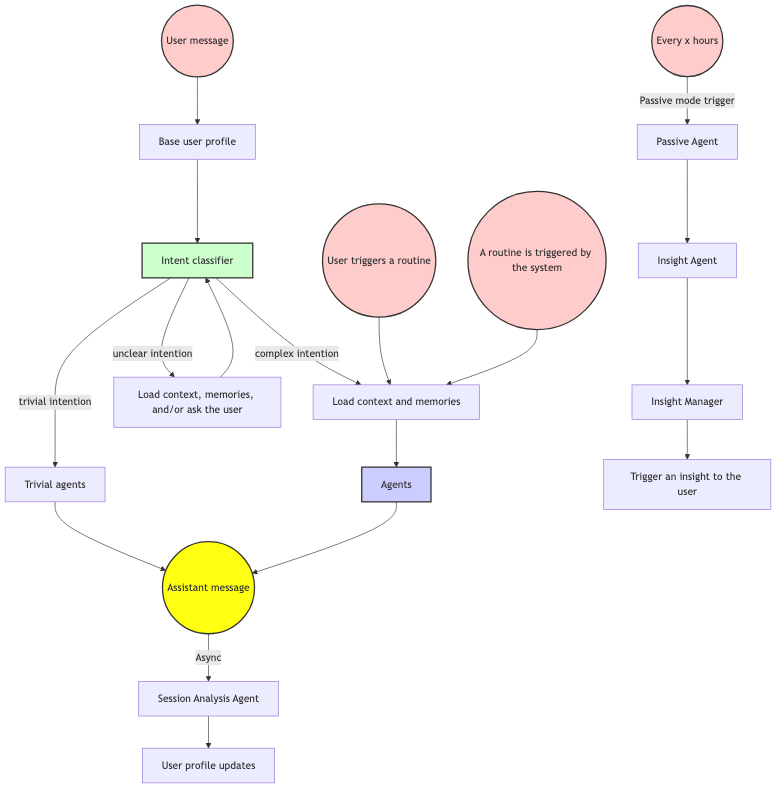 User message
Every x hours
Passive mode trigger
Base user profile
Passive Agent
Intent classifier
User triggers a routine
A routine is triggered by
the system
Insight Agent
unclear intention
complex intention
trivial intention
Load context, memories,
and/or ask the user
Load context and memories
Insight Manager
Trivial agents
Agents
Trigger an insight to the
user
Assistant message
Async
Session Analysis Agent
User profile updates